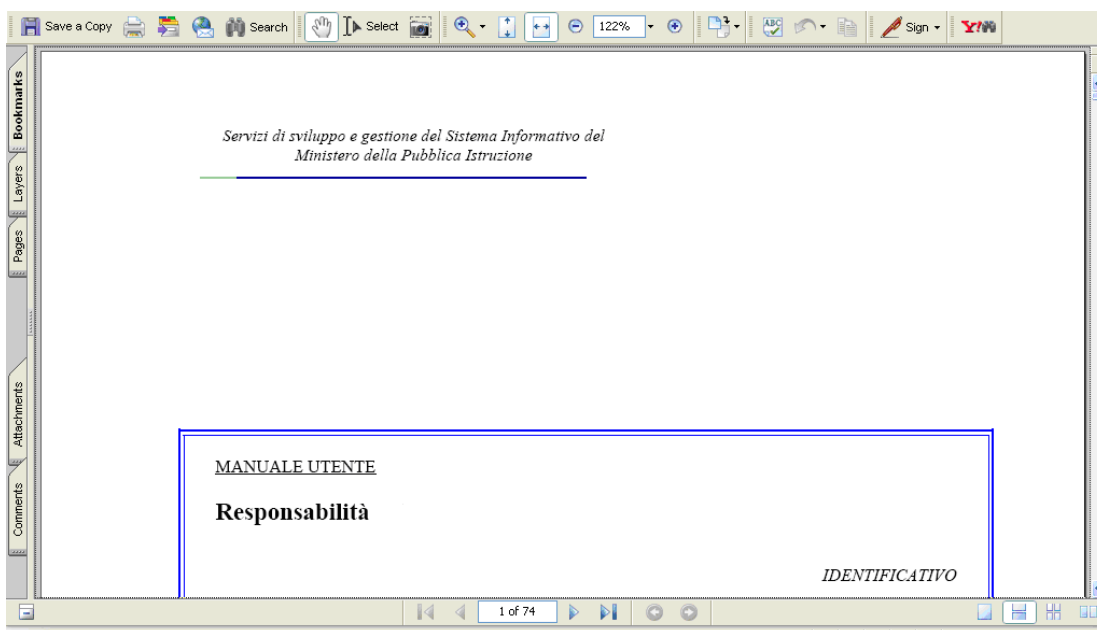 Save a Copy Search Select 122% Sign Y!
Bookmarks
Layers
Pages
Attachments
Comments
Servizi di sviluppo e gestione del Sistema Informativo del
Ministero della Pubblica Istruzione
MANUALE UTENTE
Responsabilità
IDENTIFICATIVO
1 of 74